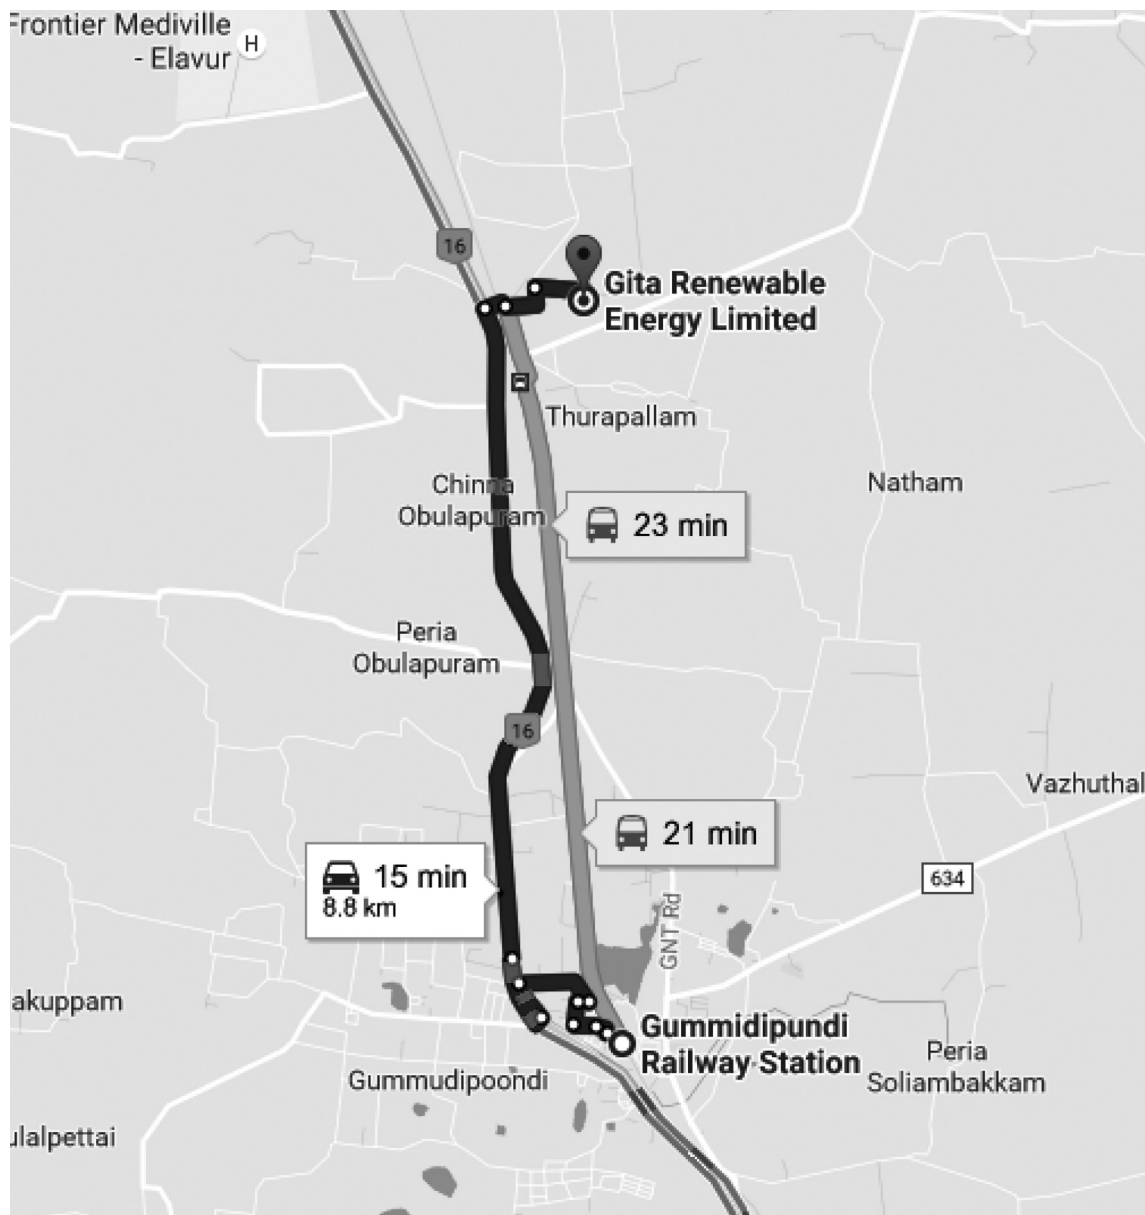 Frontier Mediville
- Elavur
H
16
Gita Renewable
Energy Limited
Thurapallam
Chinna
Obulapuram
Natham
23 min
Peria
Obulapuram
16
Vazhuthal
21 min
15 min
8.8 km
634
GNT Rd
akuppam
Gummidipundi
Railway Station
Peria
Soliambakkam
Gummudipoondi
ulalpettai